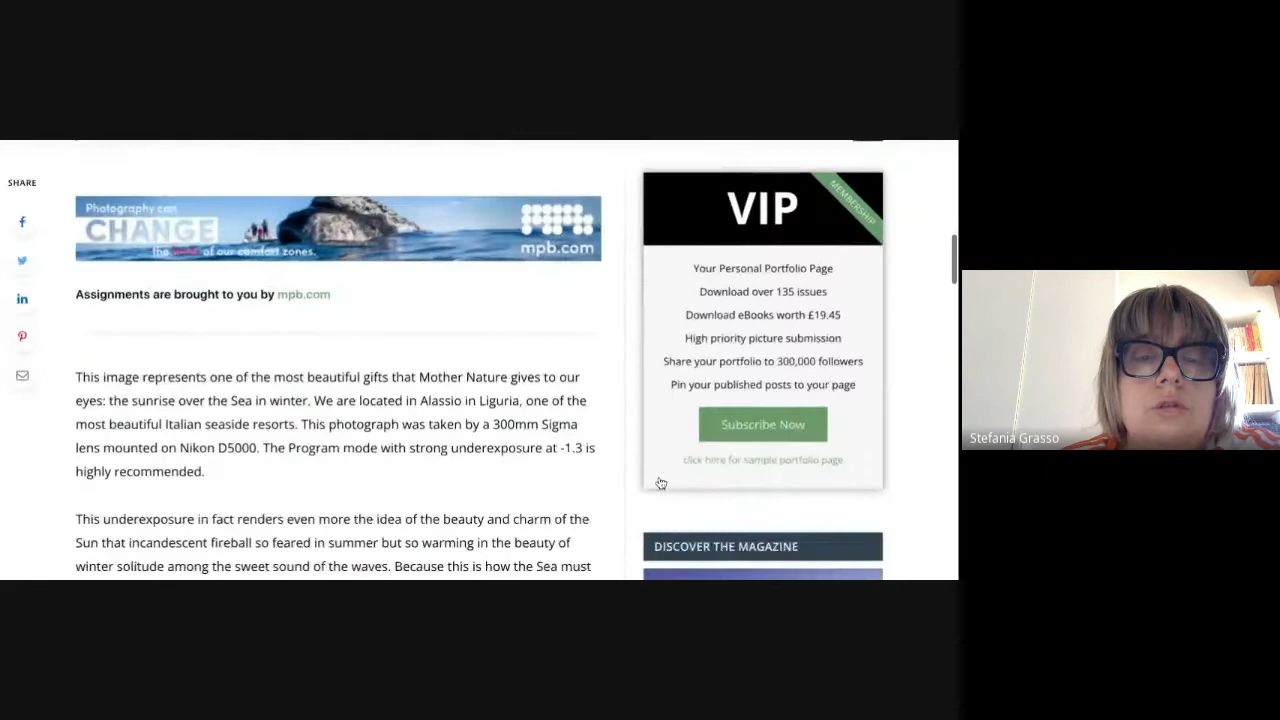 SHARE
Photography can
CHANGE
the of our comfort zones.
mpb.com
Assignments are brought to you by mpb.com
This image represents one of the most beautiful gifts that Mother Nature gives to our
eyes: the sunrise over the Sea in winter. We are located in Alassio in Liguria, one of the
most beautiful Italian seaside resorts. This photograph was taken by a 300mm Sigma
lens mounted on Nikon D5000. The Program mode with strong underexposure at -1.3 is
highly recommended.
This underexposure in fact renders even more the idea of the beauty and charm of the
Sun that incandescent fireball so feared in summer but so warming in the beauty of
winter solitude among the sweet sound of the waves. Because this is how the Sea must
VIP
MEMBERSHIP
Your Personal Portfolio Page
Download over 135 issues
Download eBooks worth £19.45
High priority picture submission
Share your portfolio to 300,000 followers
Pin your published posts to your page
Subscribe Now
click here for sample portfolio page
DISCOVER THE MAGAZINE
Stefania Grasso